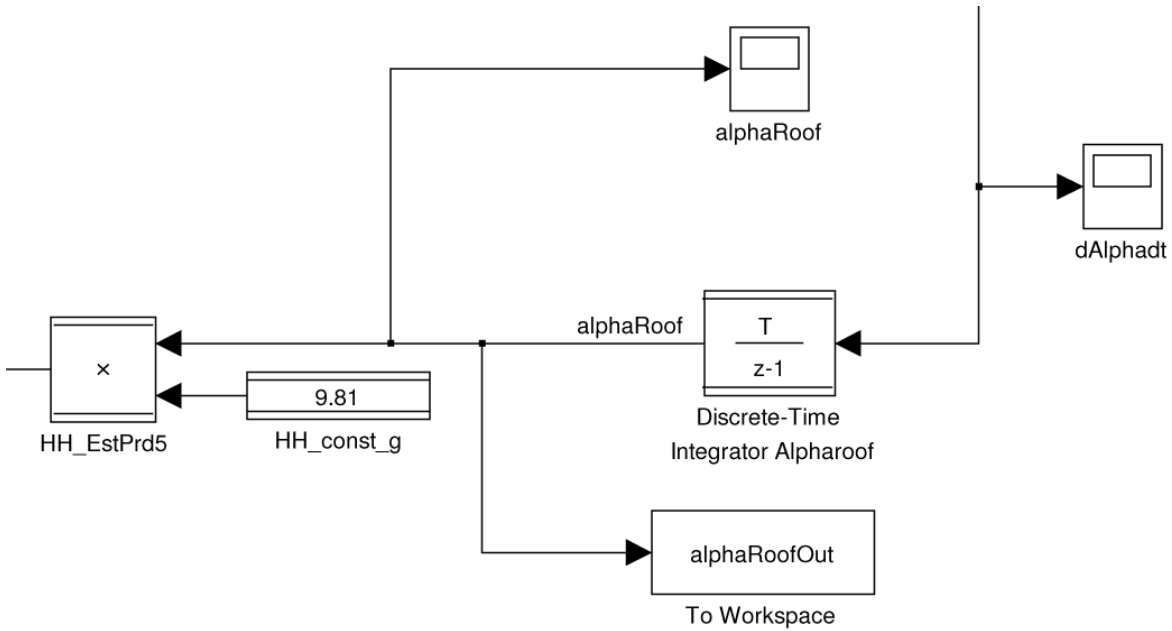 alphaRoof
dAlphadt
alphaRoof
T
z-1
×
9.81
HH_EstPrd5
HH_const_g
Discrete-Time
Integrator Alpharoof
alphaRoofOut
To Workspace